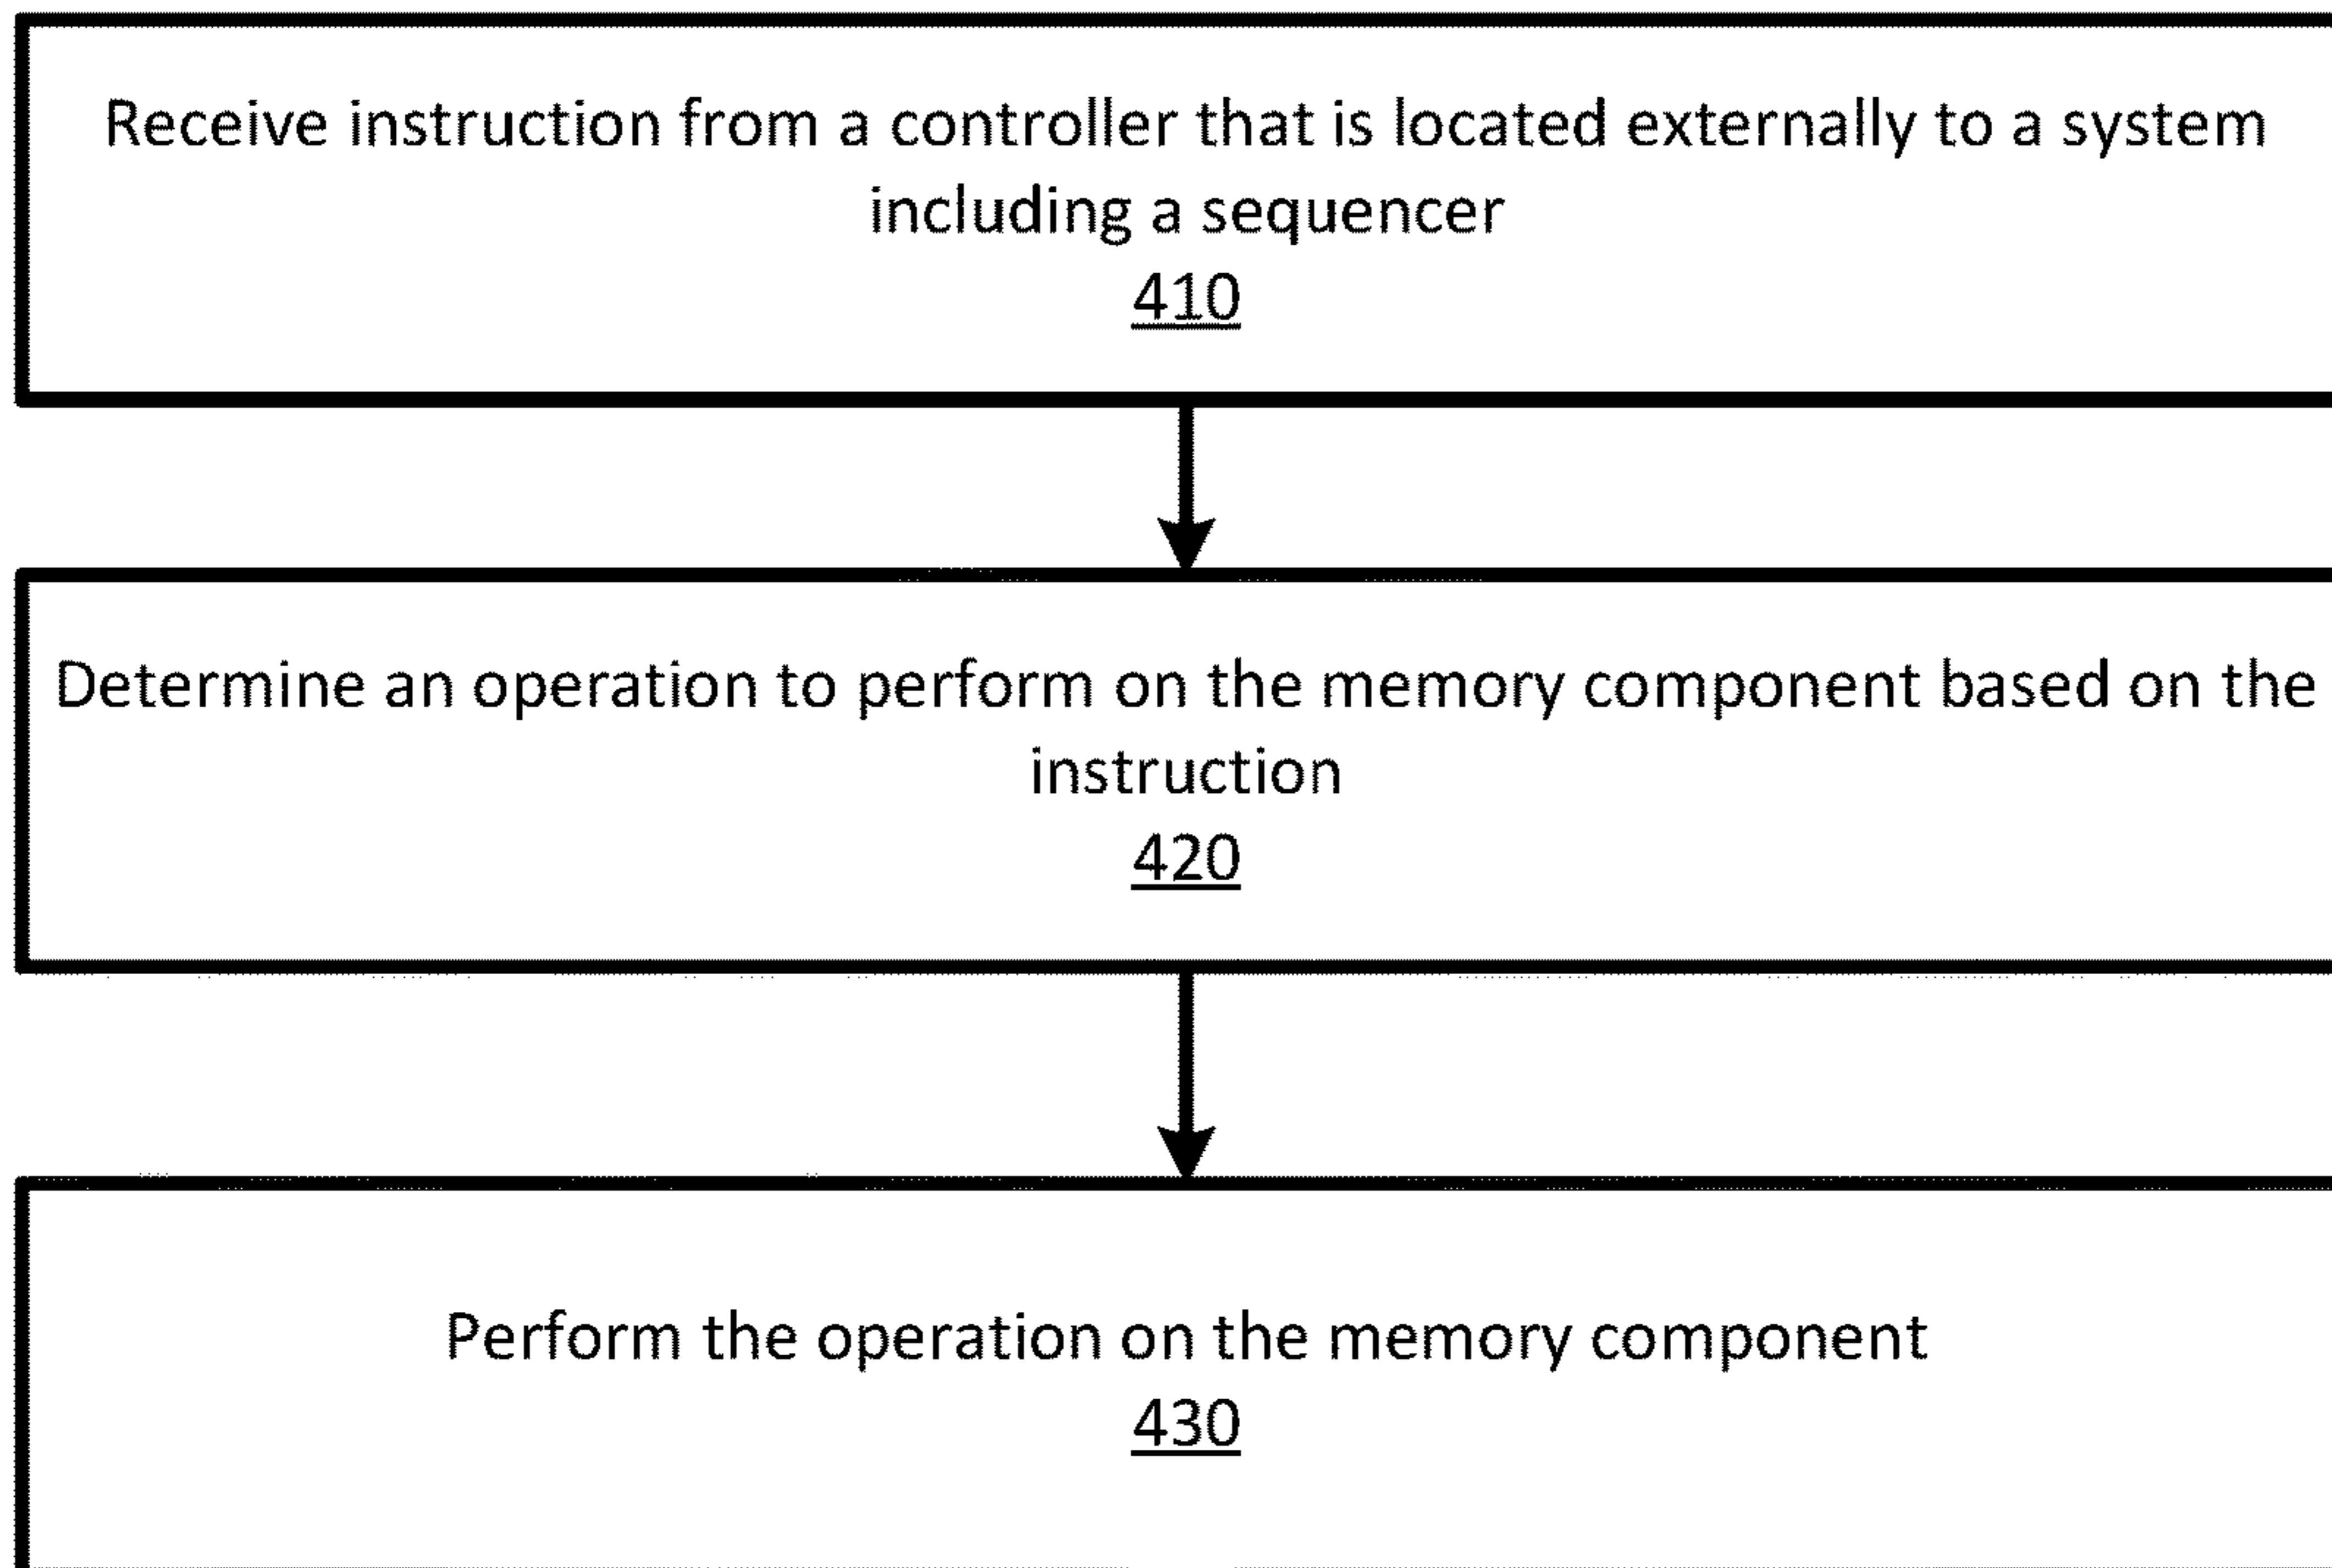 Receive instruction from a controller that is located externally to a system
including a sequencer
410
Determine an operation to perform on the memory component based on the
instruction
420
Perform the operation on the memory component
430